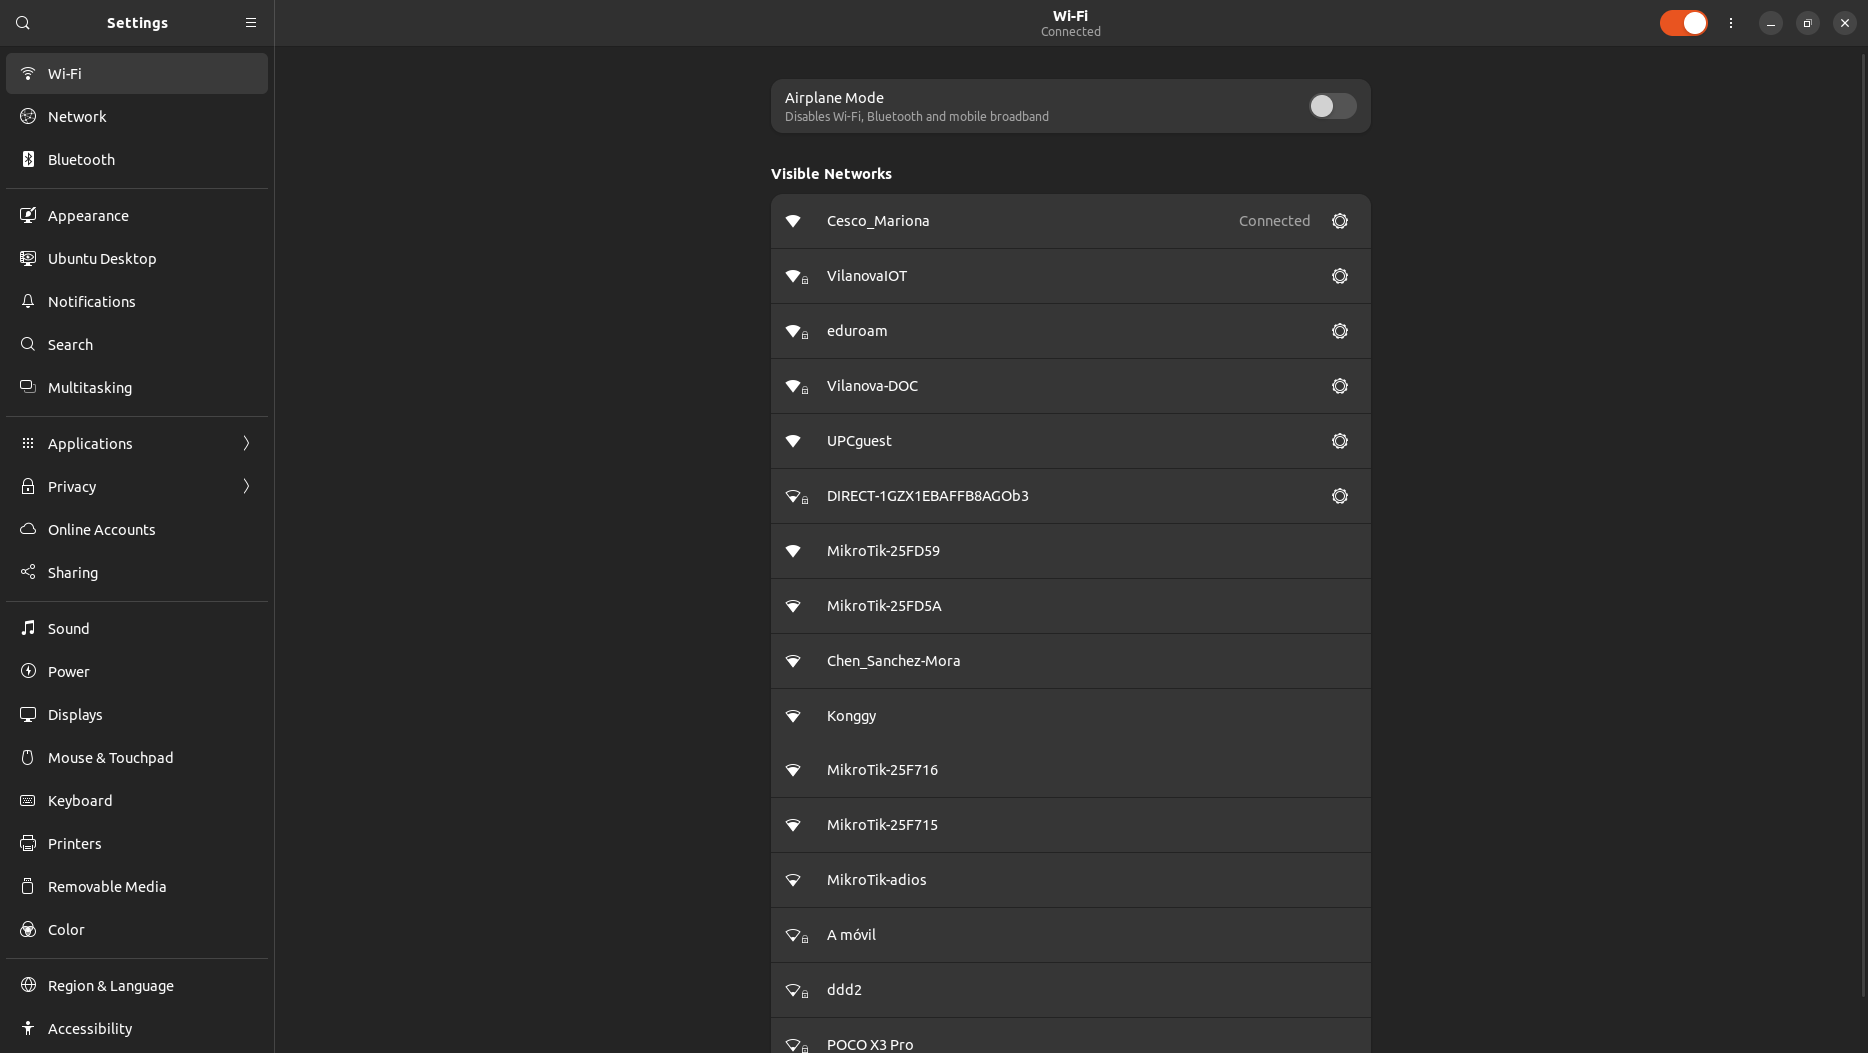 Settings
Wi-Fi
Connected
Wi-Fi
Network
Bluetooth
Appearance
Ubuntu Desktop
Notifications
Search
Multitasking
Applications
Privacy
Online Accounts
Sharing
Sound
Power
Displays
Mouse & Touchpad
Keyboard
Printers
Removable Media
Color
Region & Language
Accessibility
Airplane Mode
Disables Wi-Fi, Bluetooth and mobile broadband
Visible Networks
Cesco_Mariona Connected
VilanovaIOT
eduroam
Vilanova-DOC
UPCguest
DIRECT-1GZX1EBAFFB8AGOb3
MikroTik-25FD59
MikroTik-25FD5A
Chen_Sanchez-Mora
Konggy
MikroTik-25F716
MikroTik-25F715
MikroTik-adios
A móvil
ddd2
POCO X3 Pro